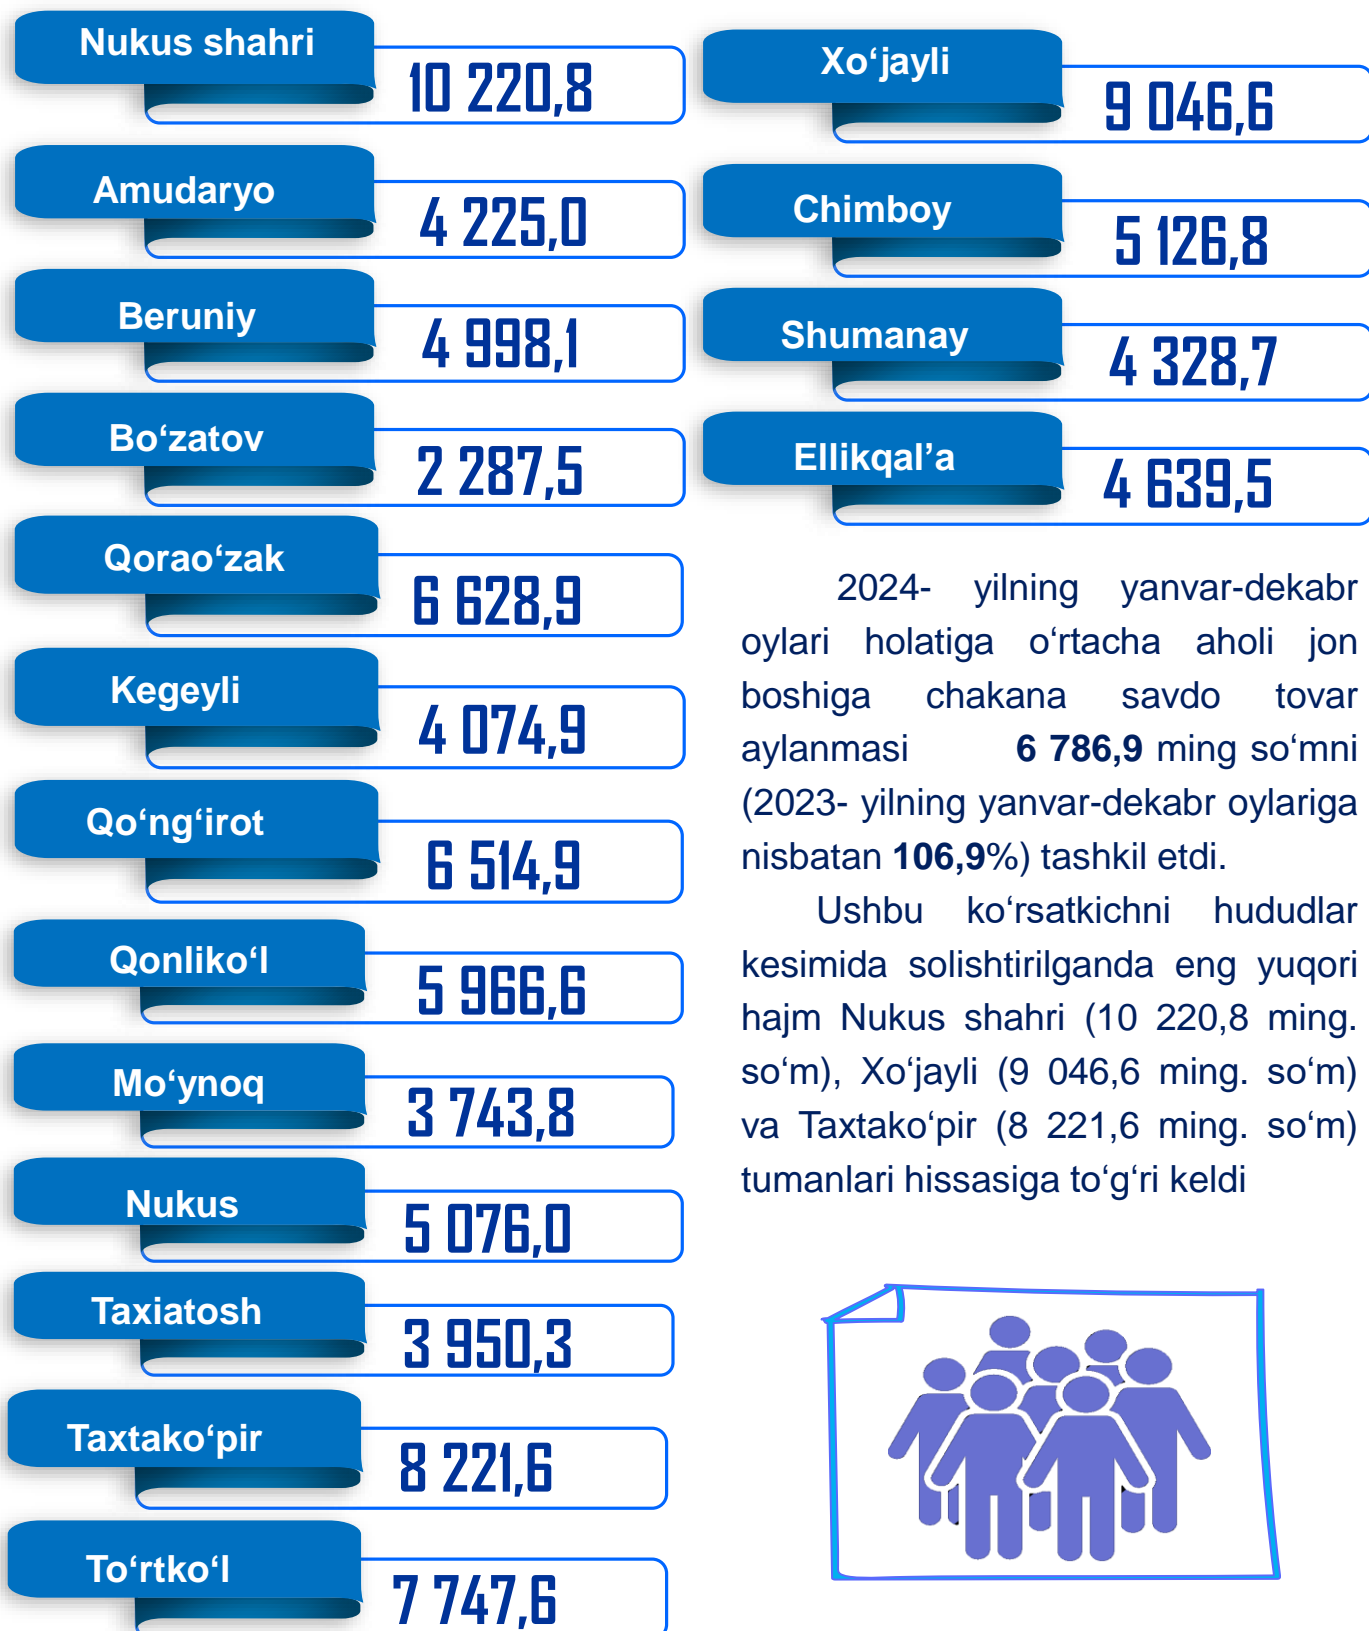 Nukus shahri
10 220,8
Amudaryo
4 225,0
Beruniy
4 998,1
Bo‘zatov
2 287,5
Qorao‘zak
6 628,9
Kegeyli
4 074,9
Qo‘ng‘irot
6 514,9
Qonliko‘l
5 966,6
Mo‘ynoq
3 743,8
Nukus
5 076,0
Taxiatosh
3 950,3
Taxtako‘pir
8 221,6
To‘rtko‘l
7 747,6
Xo‘jayli
9 046,6
Chimboy
5 126,8
Shumanay
4 328,7
Ellikqal’a
4 639,5
2024- yilning yanvar-dekabr
oylari holatiga o‘rtacha aholi jon
boshiga chakana savdo tovar
aylanmasi 6 786,9 ming so‘mni
(2023- yilning yanvar-dekabr oylariga
nisbatan 106,9%) tashkil etdi.
Ushbu ko‘rsatkichni hududlar
kesimida solishtirilganda eng yuqori
hajm Nukus shahri (10 220,8 ming.
so‘m), Xo‘jayli (9 046,6 ming. so‘m)
va Taxtako‘pir (8 221,6 ming. so‘m)
tumanlari hissasiga to‘g‘ri keldi